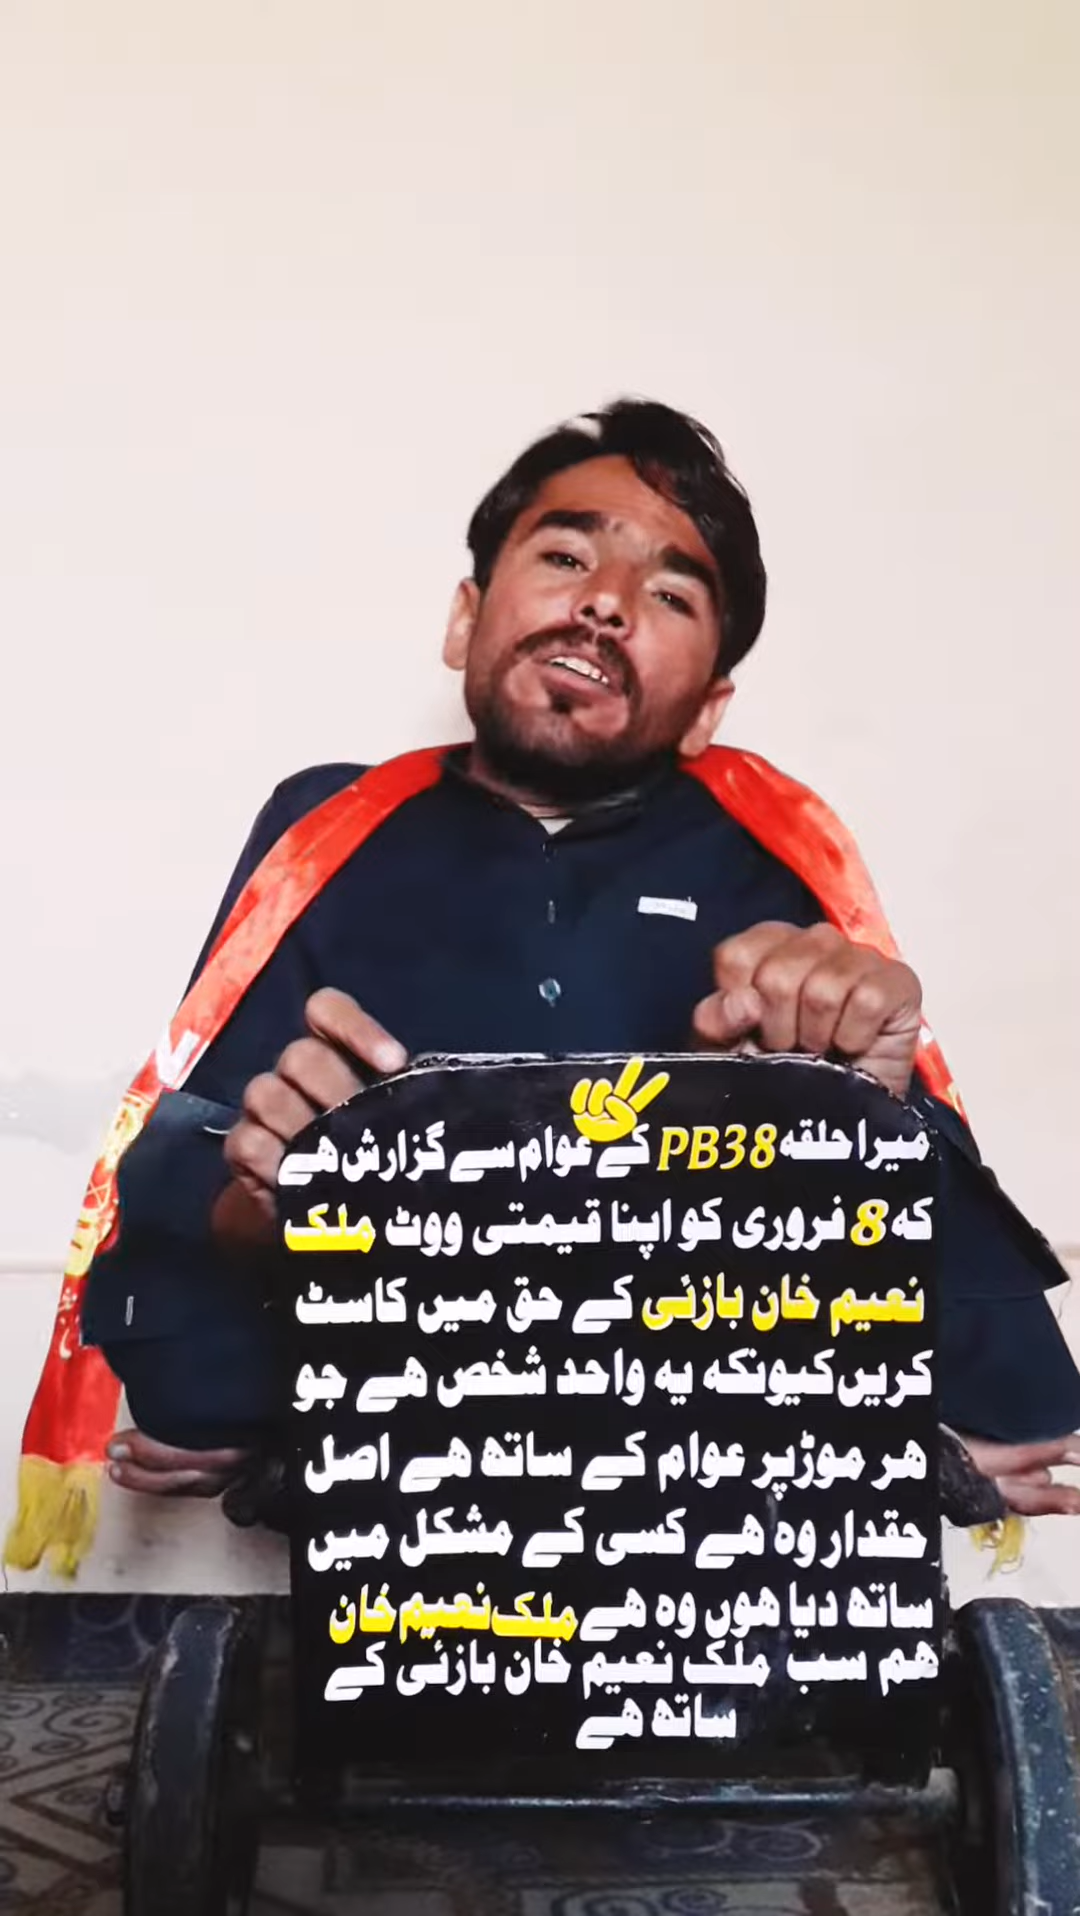 میرا حلقہ PB38 کے عوام سے گزارش ھے
کہ 8 فروری کو اپنا قیمتی ووٹ ملک
نعیم خان بازئی کے حق میں کاسٹ
کریں کیونکہ یہ واحد شخص ھے جو
ھر موڑ پر عوام کے ساتھ ھے اصل
حقدار وہ ھے کسی کے مشکل میں
ساتھ دیا ھوں وہ ھے ملک نعیم خان
ھم سب ملک نعیم خان بازئی کے
ساتھ ھے